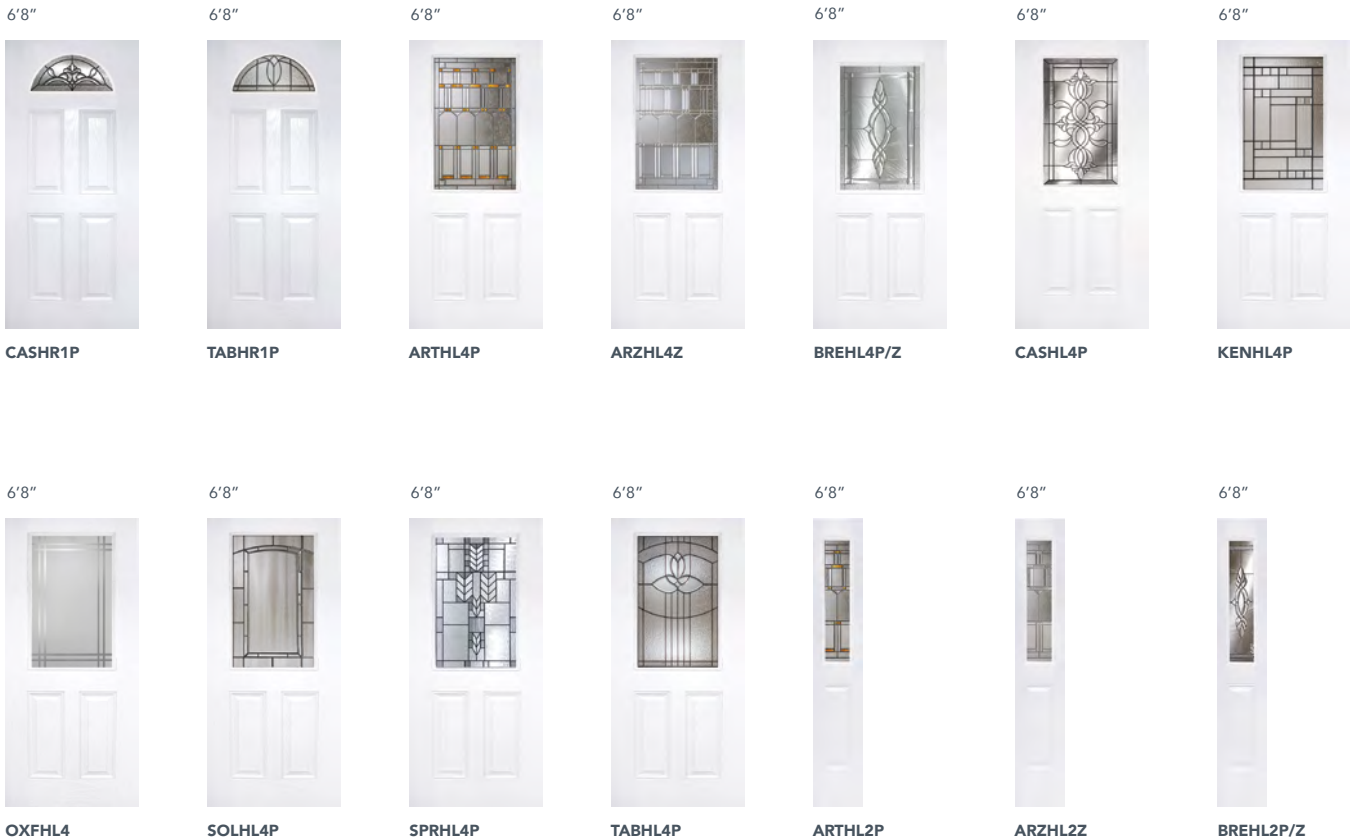 6’8”
6’8”
6’8”
6’8”
6’8”
6’8”
6’8”
CASHR1P
TABHR1P
ARTHL4P
ARZHL4Z
BREHL4P/Z
CASHL4P
KENHL4P
6’8”
6’8”
6’8”
6’8”
6’8”
6’8”
6’8”
OXFHL4
SOLHL4P
SPRHL4P
TABHL4P
ARTHL2P
ARZHL2Z
BREHL2P/Z